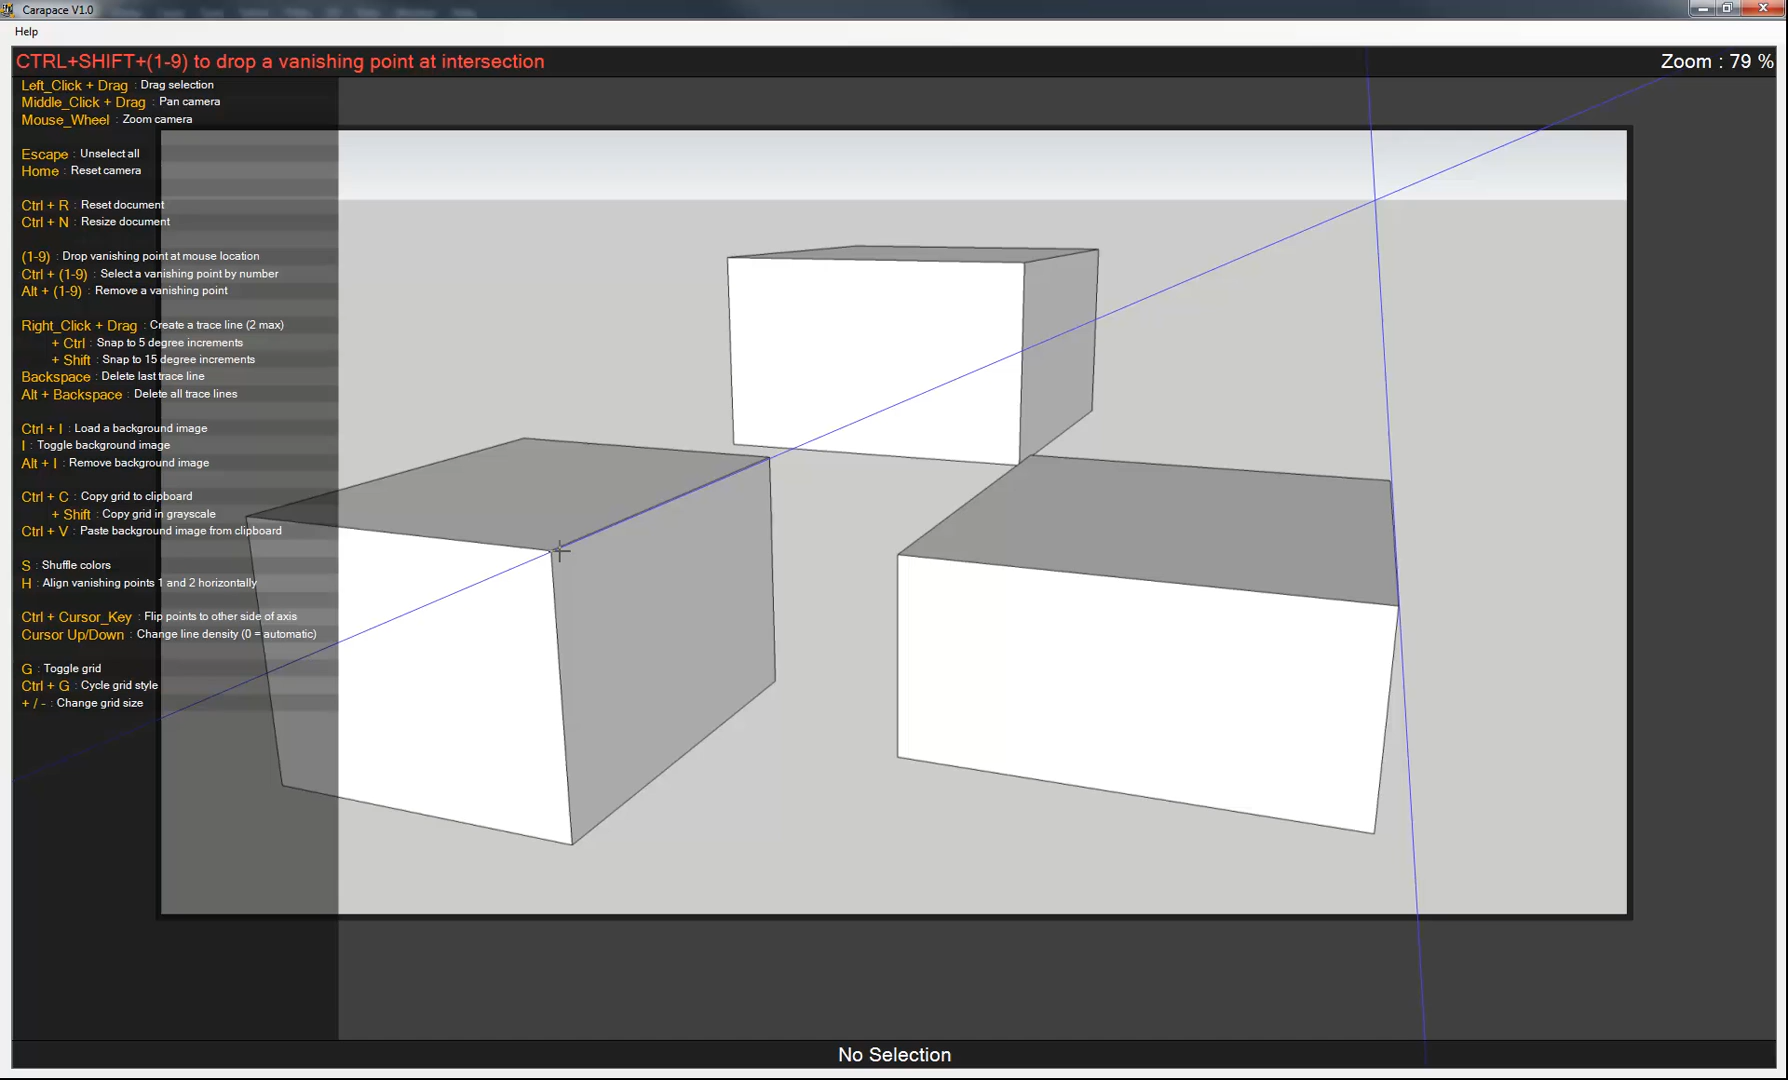 Carapace V1.0
Help
CTRL+SHIFT+(1-9) to drop a vanishing point at intersection
Zoom : 79 %
Left_Click + Drag : Drag selection
Middle_Click + Drag : Pan camera
Mouse_Wheel : Zoom camera
Escape : Unselect all
Home : Reset camera
Ctrl + R : Reset document
Ctrl + N : Resize document
(1-9) : Drop vanishing point at mouse location
Ctrl + (1-9) : Select a vanishing point by number
Alt + (1-9) : Remove a vanishing point
Right_Click + Drag : Create a trace line (2 max)
+ Ctrl : Snap to 5 degree increments
+ Shift : Snap to 15 degree increments
Backspace : Delete last trace line
Alt + Backspace : Delete all trace lines
Ctrl + I : Load a background image
I : Toggle background image
Alt + I : Remove background image
Ctrl + C : Copy grid to clipboard
+ Shift : Copy grid in grayscale
Ctrl + V : Paste background image from clipboard
S : Shuffle colors
H : Align vanishing points 1 and 2 horizontally
Ctrl + Cursor_Key : Flip points to other side of axis
Cursor Up/Down : Change line density (0 = automatic)
G : Toggle grid
Ctrl + G : Cycle grid style
+ / - : Change grid size
No Selection